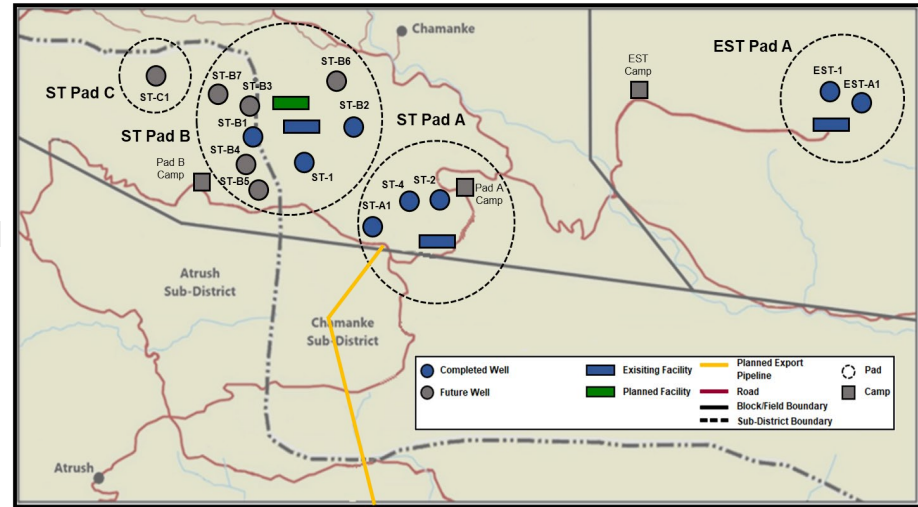 Chamanke
EST Pad A
EST
Camp
EST-1
EST-A1
ST Pad C
ST-C1
ST-B7
ST-B3
ST-B6
ST-B2
ST Pad B
ST-B1
ST-B4
ST-B5
ST-1
Pad B
Camp
ST Pad A
ST-4
ST-2
ST-A1
Pad A
Camp
Atrush
Sub-District
Chamanke
Sub-District
Completed Well
Future Well
Exisiting Facility
Planned Facility
Planned Export
Pipeline
Road
Block/Field Boundary
Sub-District Boundary
Pad
Camp
Atrush